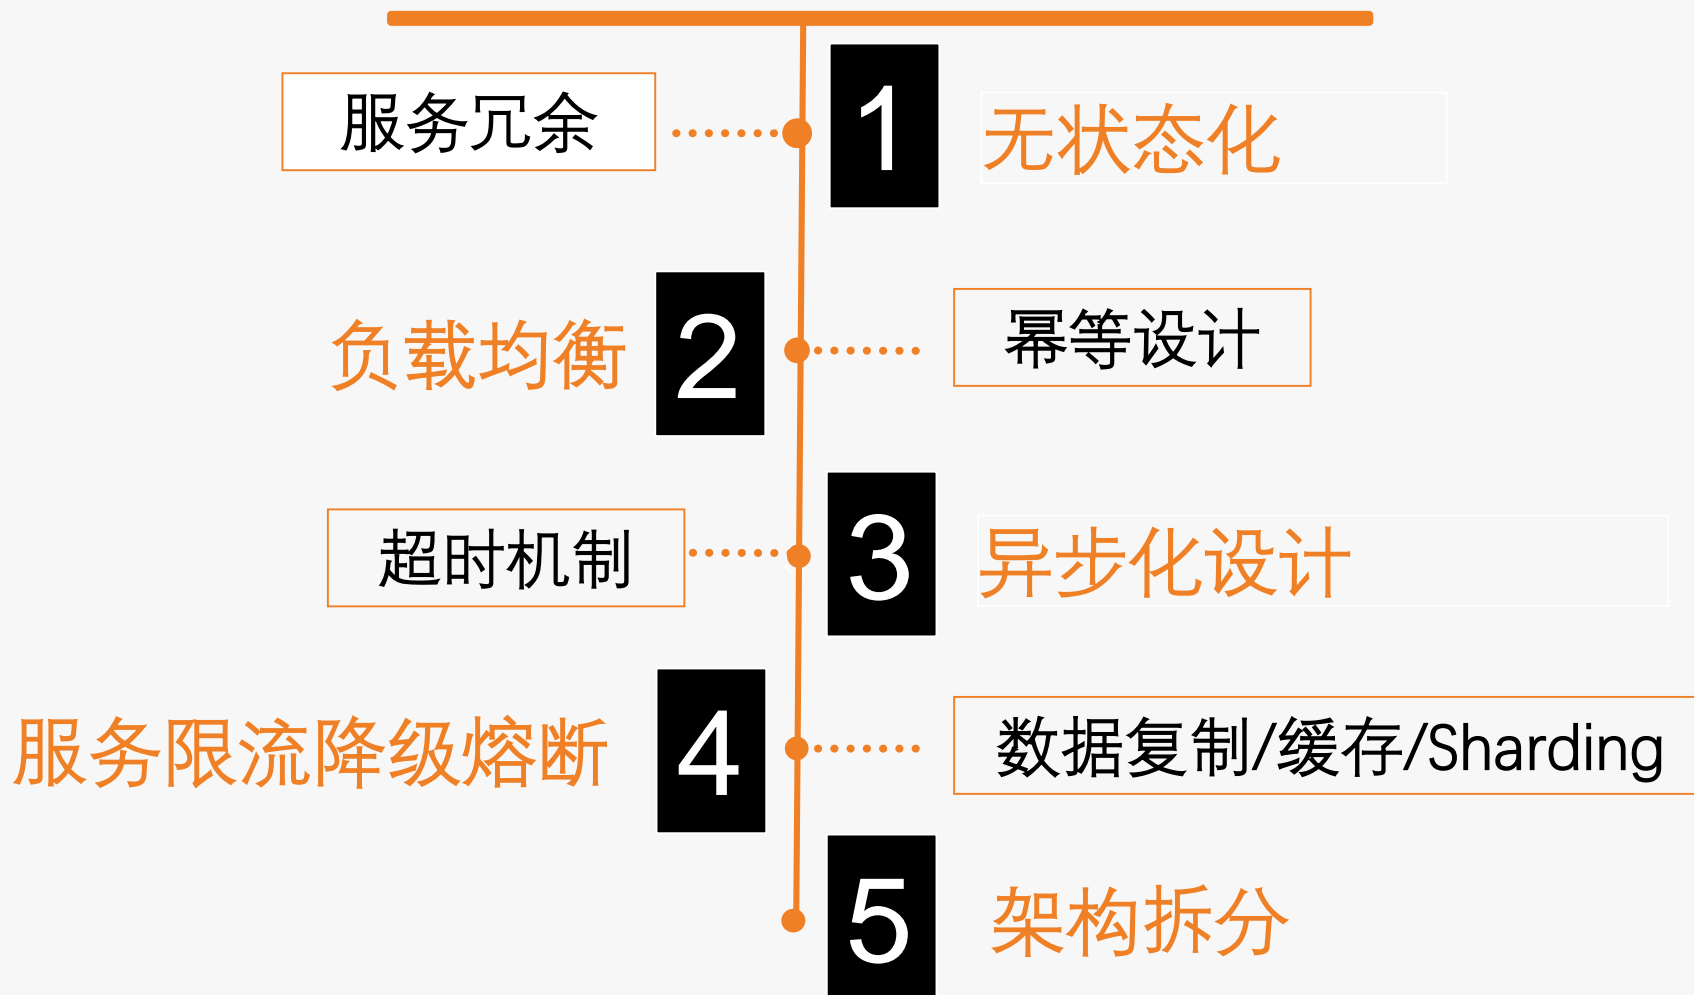 服务冗余
1
无状态化
负载均衡
2
幂等设计
超时机制
3
异步化设计
服务限流降级熔断
4
数据复制/缓存/Sharding
5
架构拆分